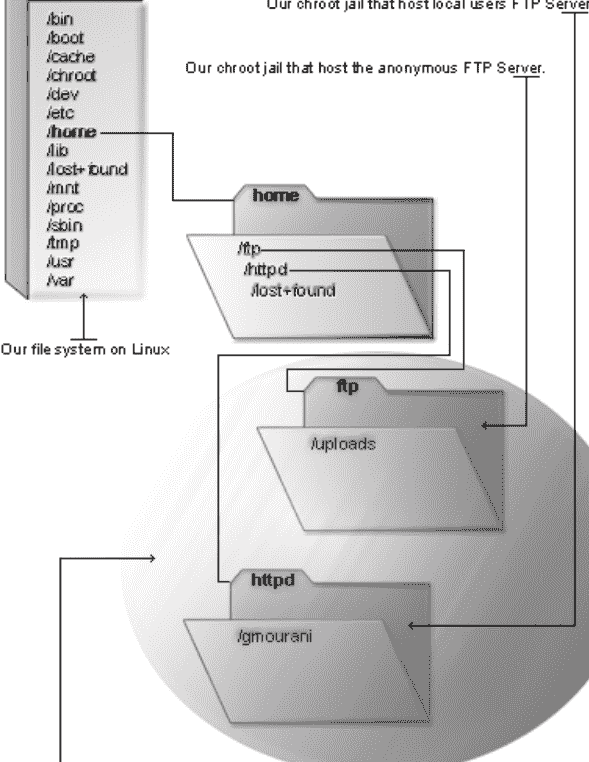 Our chroot jail that host local users FTP Server
Our chroot jail that host the anonymous FTP Server.
/bin
/boot
/cache
/chroot
/dev
/etc
/home
/lib
/lost+found
/mnt
/proc
/sbin
/tmp
/usr
/var
Our file system on Linux
home
/ftp
/httpd
/lost+found
ftp
/uploads
httpd
/gmourani